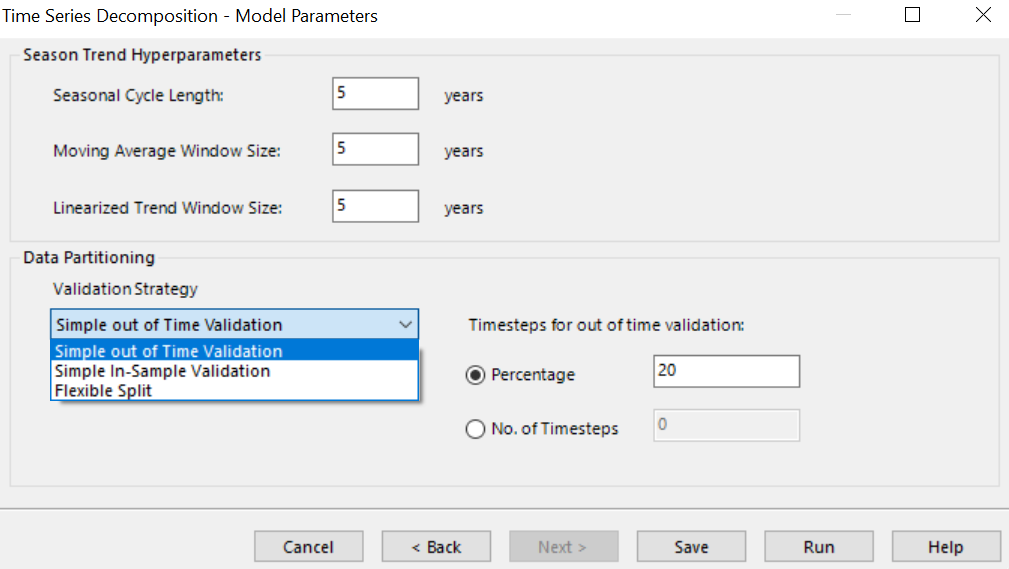 Time Series Decomposition - Model Parameters
Season Trend Hyperparameters
Seasonal Cycle Length: 5 years
Moving Average Window Size: 5 years
Linearized Trend Window Size: 5 years
Data Partitioning
Validation Strategy
Simple out of Time Validation
Simple out of Time Validation
Simple In-Sample Validation
Flexible Split
Timesteps for out of time validation:
Percentage 20
No. of Timesteps 0
Cancel < Back Next > Save Run Help